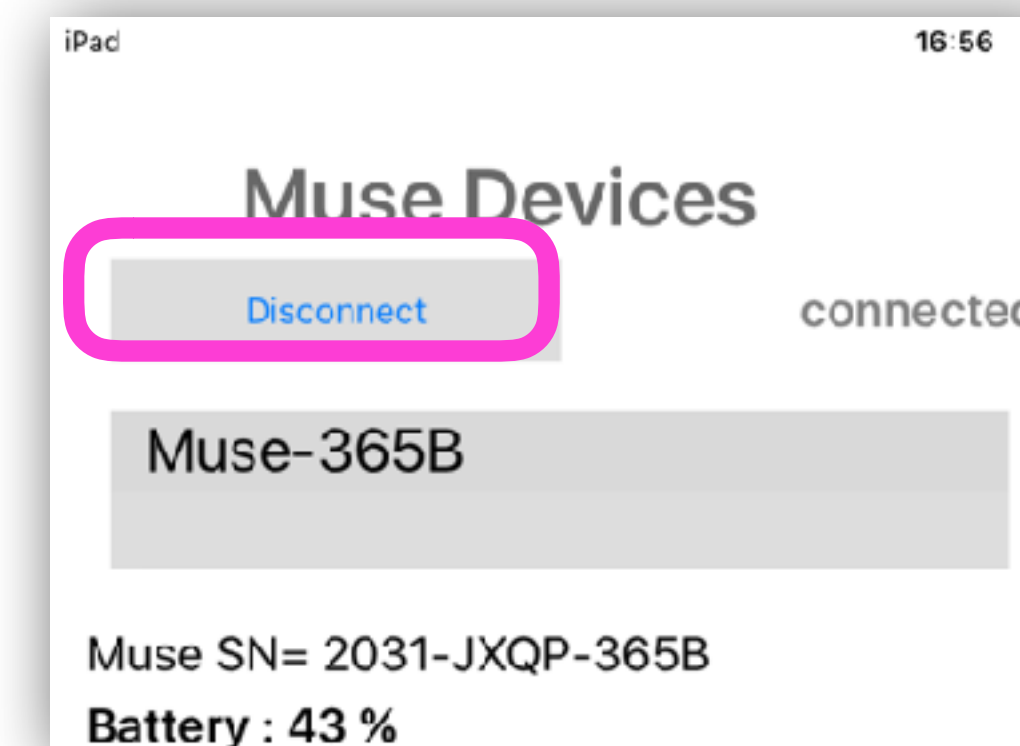 iPad 16:56
Muse Devices
Disconnect connected
Muse-365B
Muse SN= 2031-JXQP-365B
Battery : 43 %